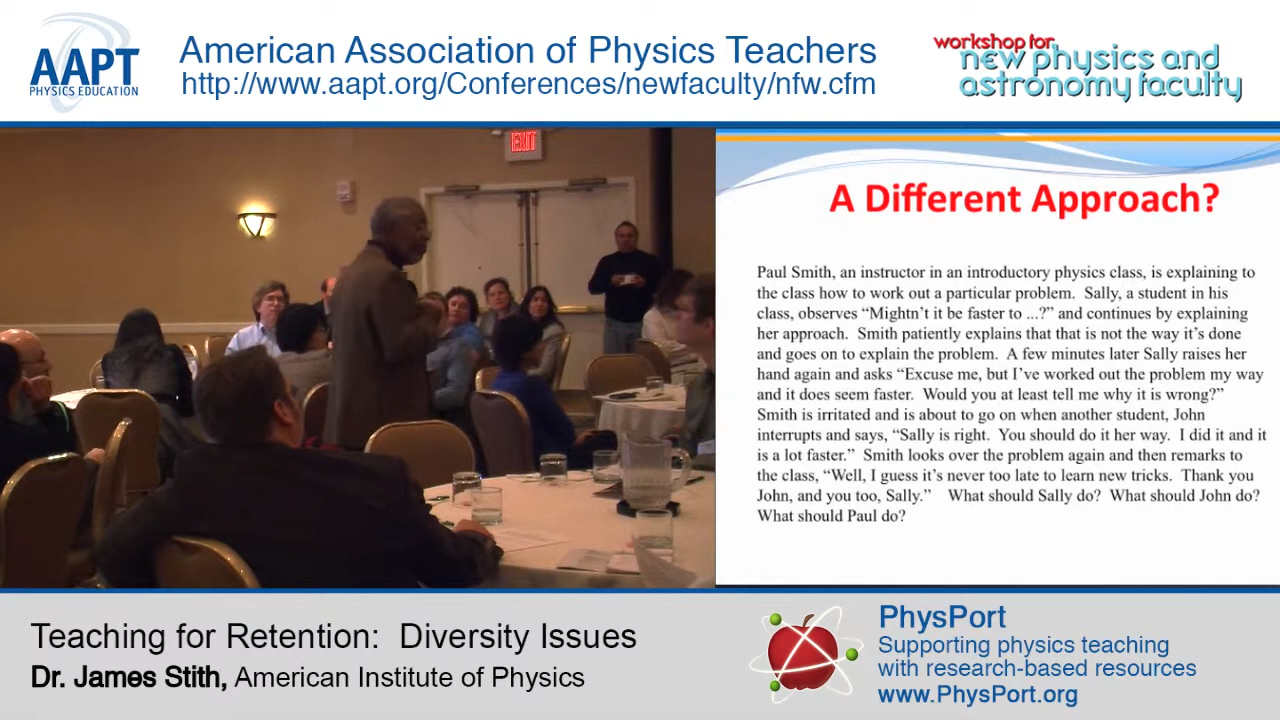 AAPT
PHYSICS EDUCATION
American Association of Physics Teachers
http://www.aapt.org/Conferences/newfaculty/nfw.cfm
workshop for
new physics and
astronomy faculty
EXIT
A Different Approach?
Paul Smith, an instructor in an introductory physics class, is explaining to
the class how to work out a particular problem. Sally, a student in his
class, observes “Mightn’t it be faster to ...?” and continues by explaining
her approach. Smith patiently explains that that is not the way it’s done
and goes on to explain the problem. A few minutes later Sally raises her
hand again and asks “Excuse me, but I’ve worked out the problem my way
and it does seem faster. Would you at least tell me why it is wrong?”
Smith is irritated and is about to go on when another student, John
interrupts and says, “Sally is right. You should do it her way. I did it and it
is a lot faster.” Smith looks over the problem again and then remarks to
the class, “Well, I guess it’s never too late to learn new tricks. Thank you
John, and you too, Sally.” What should Sally do? What should John do?
What should Paul do?
Teaching for Retention: Diversity Issues
Dr. James Stith, American Institute of Physics
PhysPort
Supporting physics teaching
with research-based resources
www.PhysPort.org